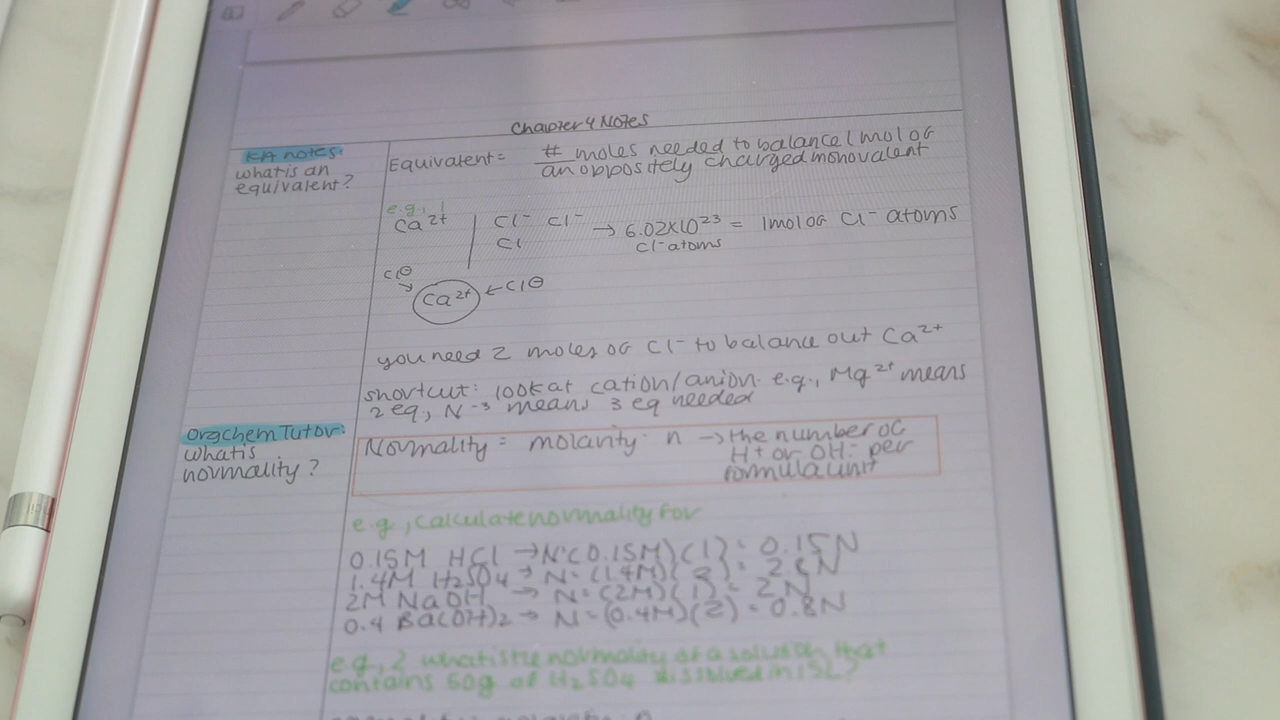 Chapter 4 Notes
KA notes:
what is an
equivalent?
Equivalent = # moles needed to balance 1 mol of
an oppositely charged monovalent
e.g., 1
Ca2+
Cl- Cl-
Cl
→ 6.02x10^23 = 1 mol of Cl- atoms
Cl- atoms
Cl⊖
Ca2+ ← Cl⊖
you need 2 moles of Cl- to balance out Ca2+
shortcut: look at cation/anion. e.g., Mg2+ means
2 eq, N-3 means 3 eq needed
OrgchemTutor:
what is
normality?
Normality = molarity · n → the number of
H+ or OH- per
formula unit
e.g., calculate normality for
0.15M HCl → N=(0.15M)(1) = 0.15N
1.4M H2SO4 → N=(1.4M)(2) = 2.8N
2M NaOH → N=(2M)(1) = 2N
0.4 Ba(OH)2 → N=(0.4M)(2) = 0.8N
e.g., 2 what is the normality of a solution that
contains 60g of H2SO4 dissolved in 15L?